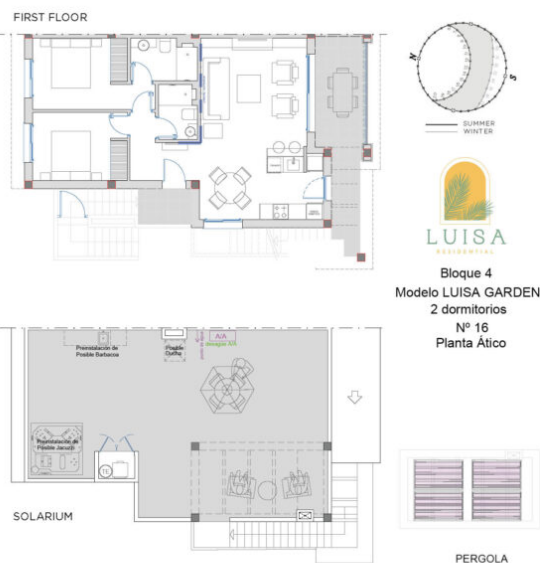 FIRST FLOOR
N
S
SUMMER
WINTER
LUISA
RESIDENTIAL
Bloque 4
Modelo LUISA GARDEN
2 dormitorios
Nº 16
Planta Ático
Preinstalación de
Posible Barbacoa
Posible
Ducha
A/A
desagüe A/A
Preinstalación de
Posible Jacuzzi
SOLARIUM
PERGOLA